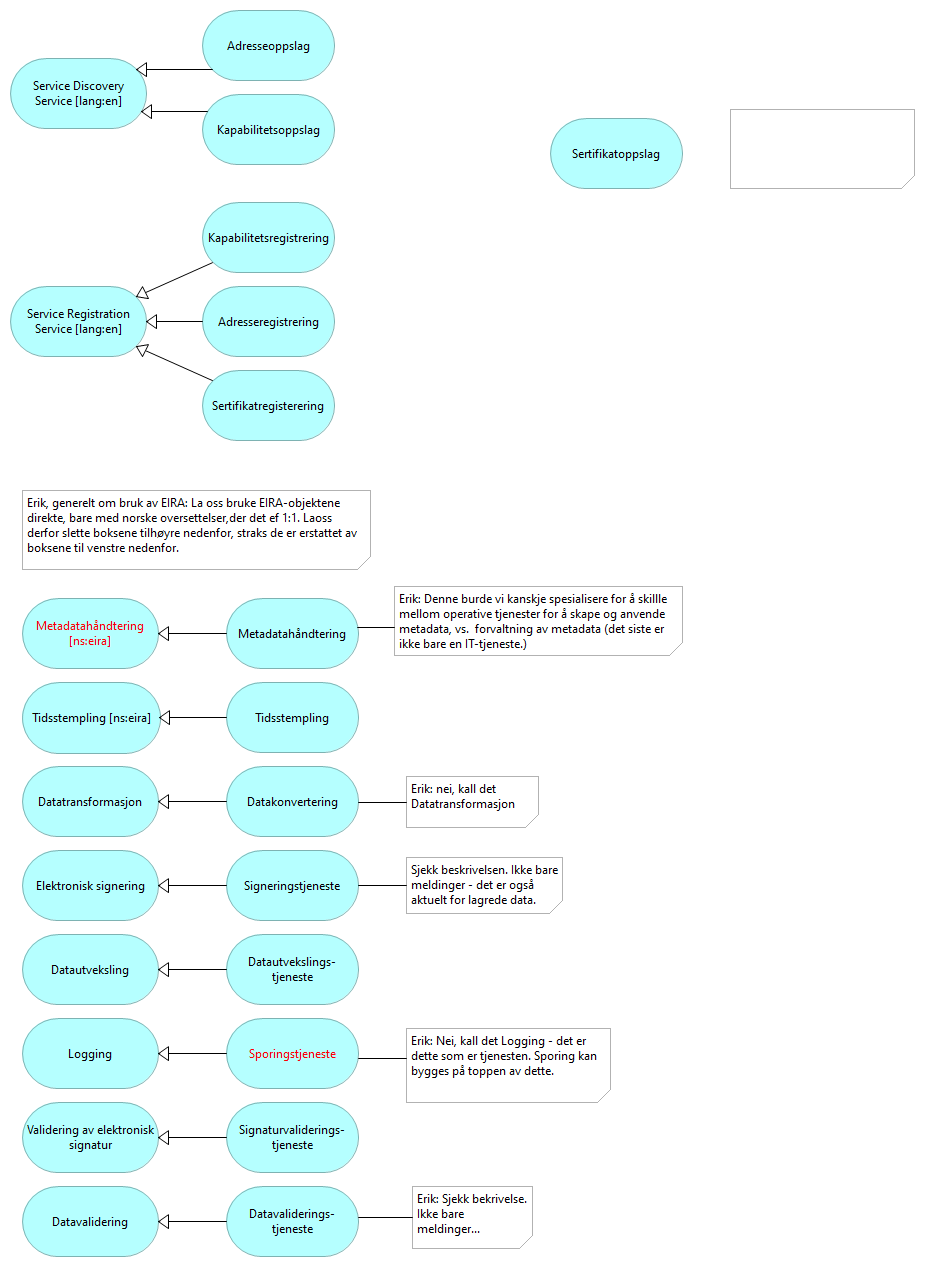 Adresseoppslag
Service Discovery
Service [lang:en]
Kapabilitetsoppslag
Sertifikatoppslag
Kapabilitetsregistrering
Service Registration
Service [lang:en]
Adresseregistrering
Sertifikatregisterering
Erik, generelt om bruk av EIRA: La oss bruke EIRA-objektene
direkte, bare med norske oversettelser,der det ef 1:1. Laoss
derfor slette boksene tilhøyre nedenfor, straks de er erstattet av
boksene til venstre nedenfor.
Metadatahåndtering
[ns:eira]
Metadatahåndtering
Erik: Denne burde vi kanskje spesialisere for å skillle
mellom operative tjenester for å skape og anvende
metadata, vs.  forvaltning av metadata (det siste er
ikke bare en IT-tjeneste.)
Tidsstempling [ns:eira]
Tidsstempling
Datatransformasjon
Datakonvertering
Erik: nei, kall det
Datatransformasjon
Elektronisk signering
Signeringstjeneste
Sjekk beskrivelsen. Ikke bare
meldinger - det er også
aktuelt for lagrede data.
Datautveksling
Datautvekslings-
tjeneste
Logging
Sporingstjeneste
Erik: Nei, kall det Logging - det er
dette som er tjenesten. Sporing kan
bygges på toppen av dette.
Validering av elektronisk
signatur
Signaturvaliderings-
tjeneste
Datavalidering
Datavaliderings-
tjeneste
Erik: Sjekk bekrivelse.
Ikke bare
meldinger...